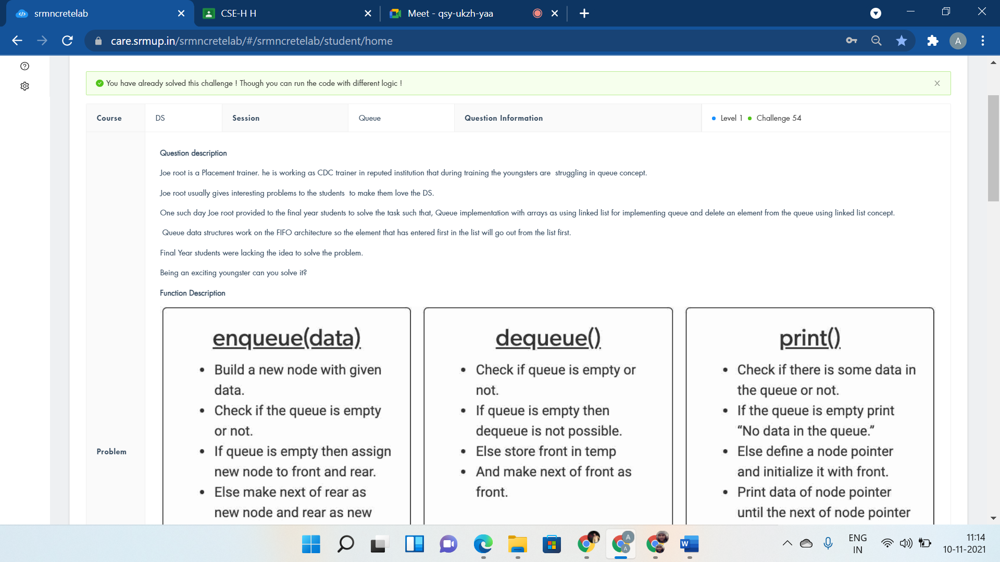 srmncretelab
CSE-H H
Meet - qsy-ukzh-yaa
care.srmup.in/srmncretelab/#/srmncretelab/student/home
A
You have already solved this challenge ! Though you can run the code with different logic !
Course
DS
Session
Queue
Question Information
Level 1
Challenge 54
Problem
Question description
Joe root is a Placement trainer. he is working as CDC trainer in reputed institution that during training the youngsters are struggling in queue concept.
Joe root usually gives interesting problems to the students to make them love the DS.
One such day Joe root provided to the final year students to solve the task such that, Queue implementation with arrays as using linked list for implementing queue and delete an element from the queue using linked list concept.
Queue data structures work on the FIFO architecture so the element that has entered first in the list will go out from the list first.
Final Year students were lacking the idea to solve the problem.
Being an exciting youngster can you solve it?
Function Description
enqueue(data)
• Build a new node with given
data.
• Check if the queue is empty
or not.
• If queue is empty then assign
new node to front and rear.
• Else make next of rear as
new node and rear as new
dequeue()
• Check if queue is empty or
not.
• If queue is empty then
dequeue is not possible.
• Else store front in temp
• And make next of front as
front.
print()
• Check if there is some data in
the queue or not.
• If the queue is empty print
“No data in the queue.”
• Else define a node pointer
and initialize it with front.
• Print data of node pointer
until the next of node pointer
A
A
W
ENG
IN
11:14
10-11-2021